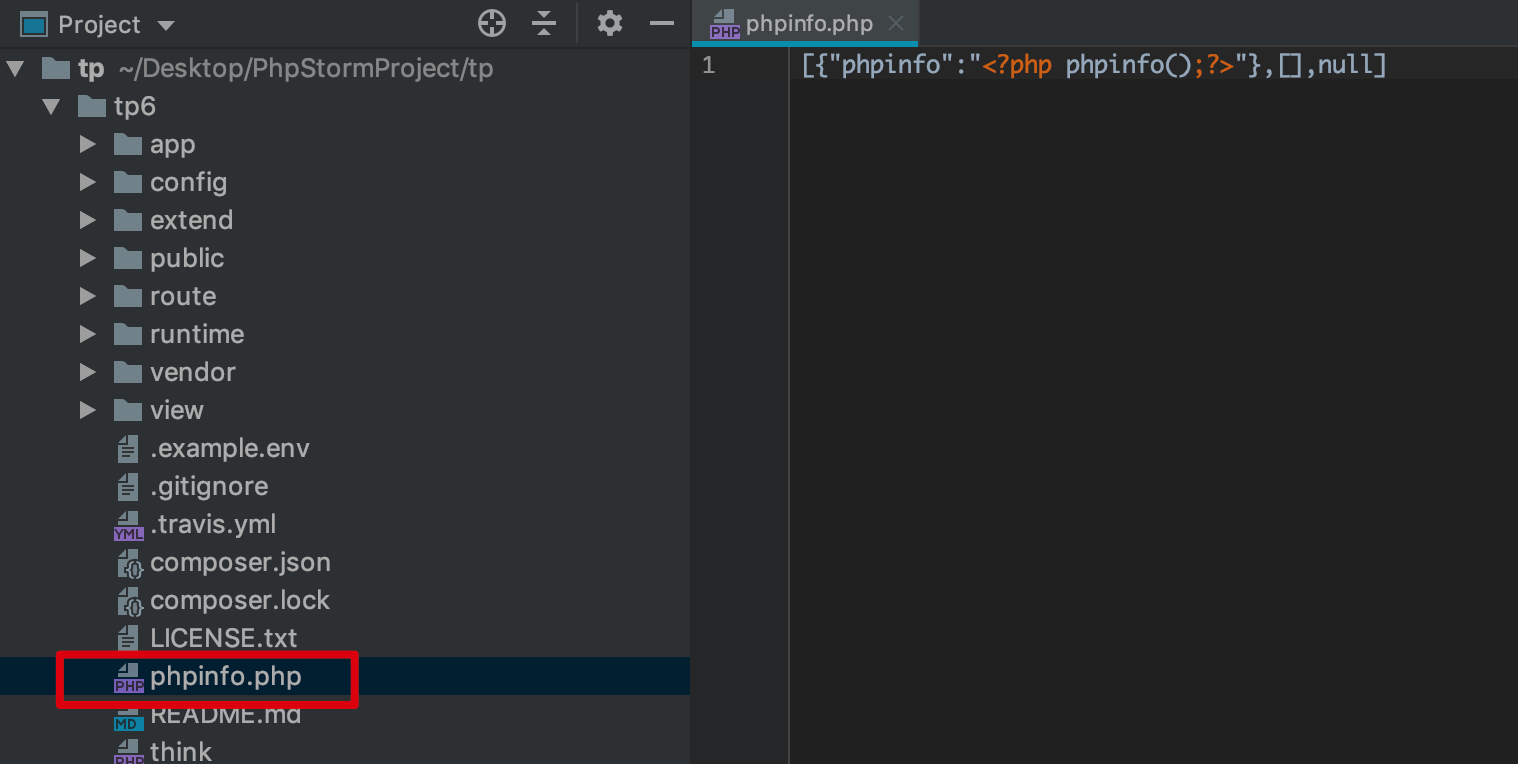 Project
phpinfo.php
tp ~/Desktop/PhpStormProject/tp
1 [{"phpinfo":"<?php phpinfo();?>"},[],null]
tp6
app
config
extend
public
route
runtime
vendor
view
.example.env
.gitignore
YML .travis.yml
composer.json
composer.lock
LICENSE.txt
PHP phpinfo.php
MD README.md
PHP think